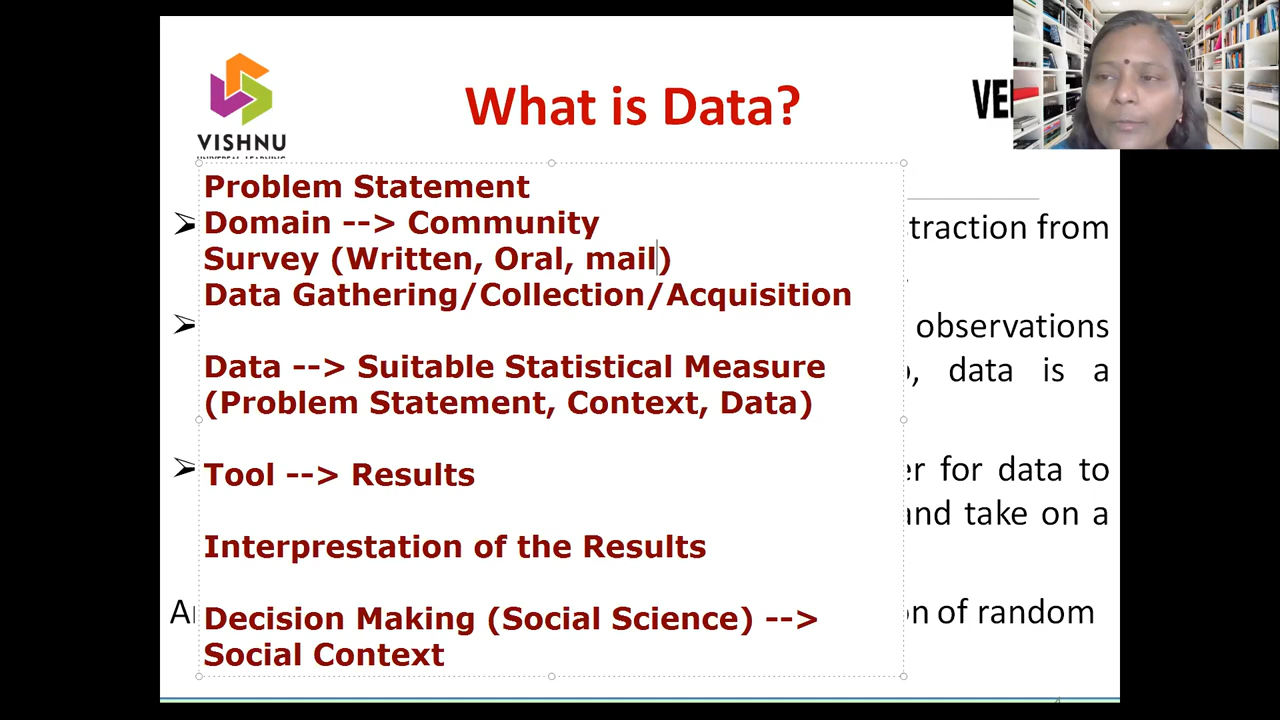 VISHNU
UNIVERSAL LEARNING
What is Data?
Problem Statement
Domain --> Community
Survey (Written, Oral, mail)
Data Gathering/Collection/Acquisition
Data --> Suitable Statistical Measure
(Problem Statement, Context, Data)
Tool --> Results
Interprestation of the Results
Decision Making (Social Science) -->
Social Context
traction from
observations
data is a
for data to
and take on a
of random